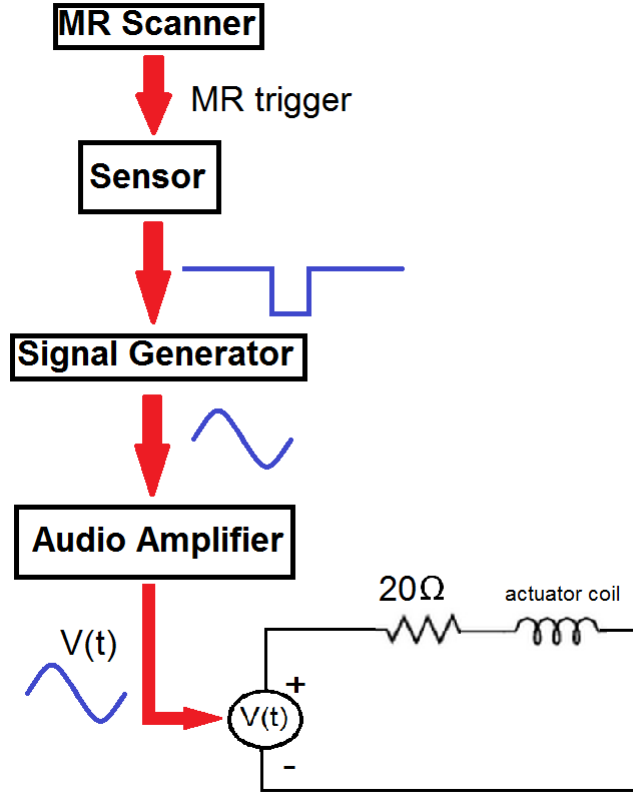 MR Scanner
MR trigger
Sensor
Signal Generator
Audio Amplifier
20Ω
actuator coil
V(t)
+
V(t)
-